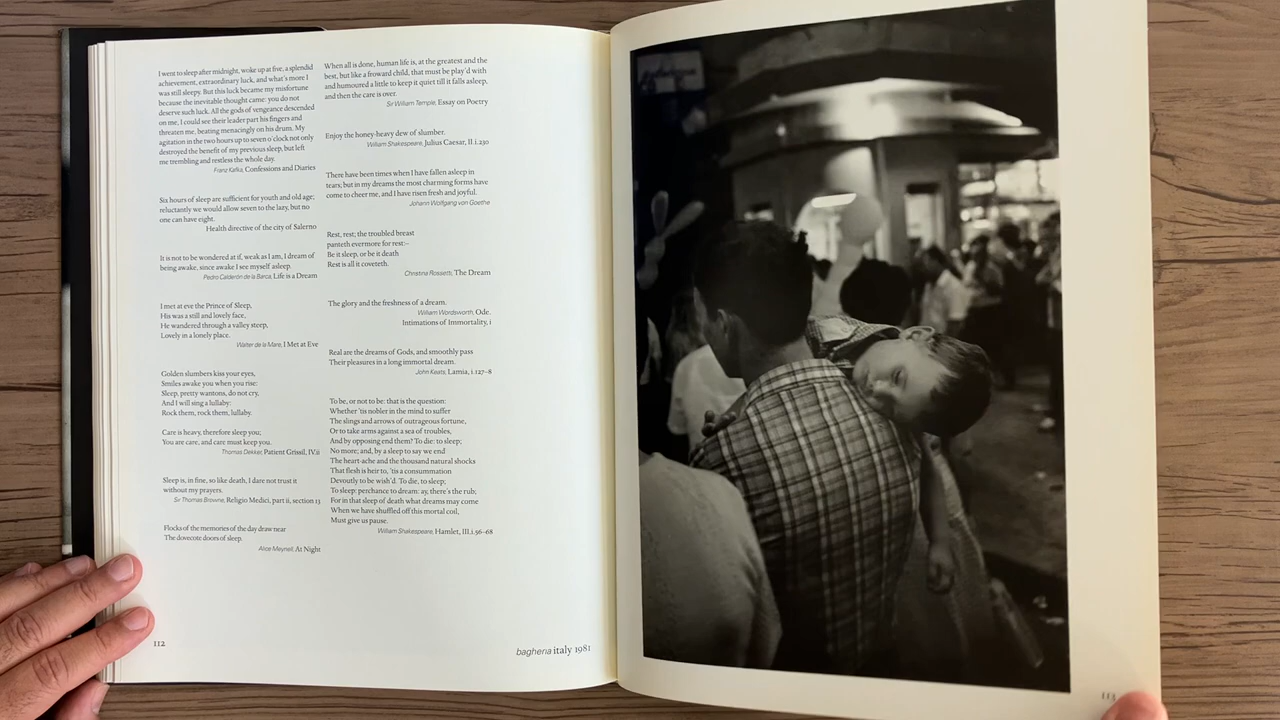 I went to sleep after midnight, woke up at five, a splendid
achievement, extraordinary luck, and what's more I
was still sleepy. But this luck became my misfortune
because the inevitable thought came: you do not
deserve such luck. All the gods of vengeance descended
on me, I could see their leader part his fingers and
threaten me, beating menacingly on his drum. My
agitation in the two hours up to seven o'clock not only
destroyed the benefit of my previous sleep, but left
me trembling and restless the whole day.
Franz Kafka, Confessions and Diaries
Six hours of sleep are sufficient for youth and old age;
reluctantly we would allow seven to the lazy, but no
one can have eight.
Health directive of the city of Salerno
It is not to be wondered at if, weak as I am, I dream of
being awake, since awake I see myself asleep.
Pedro Calderón de la Barca, Life is a Dream
I met at eve the Prince of Sleep,
His was a still and lovely face,
He wandered through a valley steep,
Lovely in a lonely place.
Walter de la Mare, I Met at Eve
Golden slumbers kiss your eyes,
Smiles awake you when you rise:
Sleep, pretty wantons, do not cry,
And I will sing a lullaby:
Rock them, rock them, lullaby.
Care is heavy, therefore sleep you;
You are care, and care must keep you.
Thomas Dekker, Patient Grissil, IV.ii
Sleep is, in fine, so like death, I dare not trust it
without my prayers.
Sir Thomas Browne, Religio Medici, part ii, section 13
Flocks of the memories of the day draw near
The dovecote doors of sleep.
Alice Meynell, At Night
When all is done, human life is, at the greatest and the
best, but like a froward child, that must be play'd with
and humoured a little to keep it quiet till it falls asleep,
and then the care is over.
Sir William Temple, Essay on Poetry
Enjoy the honey-heavy dew of slumber.
William Shakespeare, Julius Caesar, II.i.230
There have been times when I have fallen asleep in
tears; but in my dreams the most charming forms have
come to cheer me, and I have risen fresh and joyful.
Johann Wolfgang von Goethe
Rest, rest; the troubled breast
panteth evermore for rest:–
Be it sleep, or be it death
Rest is all it coveteth.
Christina Rossetti, The Dream
The glory and the freshness of a dream.
William Wordsworth, Ode.
Intimations of Immortality, i
Real are the dreams of Gods, and smoothly pass
Their pleasures in a long immortal dream.
John Keats, Lamia, i.127–8
To be, or not to be: that is the question:
Whether 'tis nobler in the mind to suffer
The slings and arrows of outrageous fortune,
Or to take arms against a sea of troubles,
And by opposing end them? To die: to sleep;
No more; and, by a sleep to say we end
The heart-ache and the thousand natural shocks
That flesh is heir to, 'tis a consummation
Devoutly to be wish'd. To die, to sleep;
To sleep: perchance to dream: ay, there's the rub;
For in that sleep of death what dreams may come
When we have shuffled off this mortal coil,
Must give us pause.
William Shakespeare, Hamlet, III.i.56–68
112
bagheria italy 1981
113